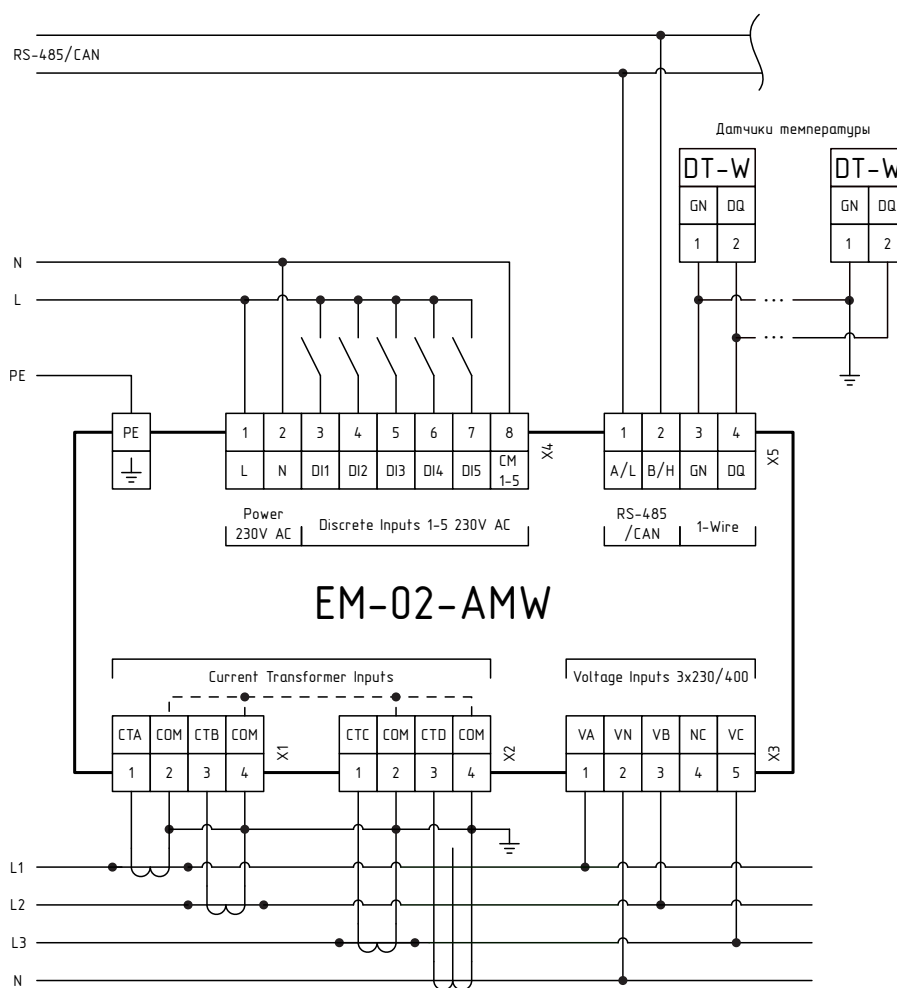 RS-485/CAN
Датчики температуры
DT-W DT-W
GN DQ GN DQ
1 2 1 2
N
L
PE
PE
1 2 3 4 5 6 7 8
L N DI1 DI2 DI3 DI4 DI5 CM 1-5
X4
1 2 3 4
A/L B/H GN DQ
X5
Power
230V AC
Discrete Inputs 1-5 230V AC
RS-485
/CAN
1-Wire
EM-02-AMW
Current Transformer Inputs
Voltage Inputs 3x230/400
CTA COM CTB COM
1 2 3 4
X1
CTC COM CTD COM
1 2 3 4
X2
VA VN VB NC VC
1 2 3 4 5
X3
L1
L2
L3
N